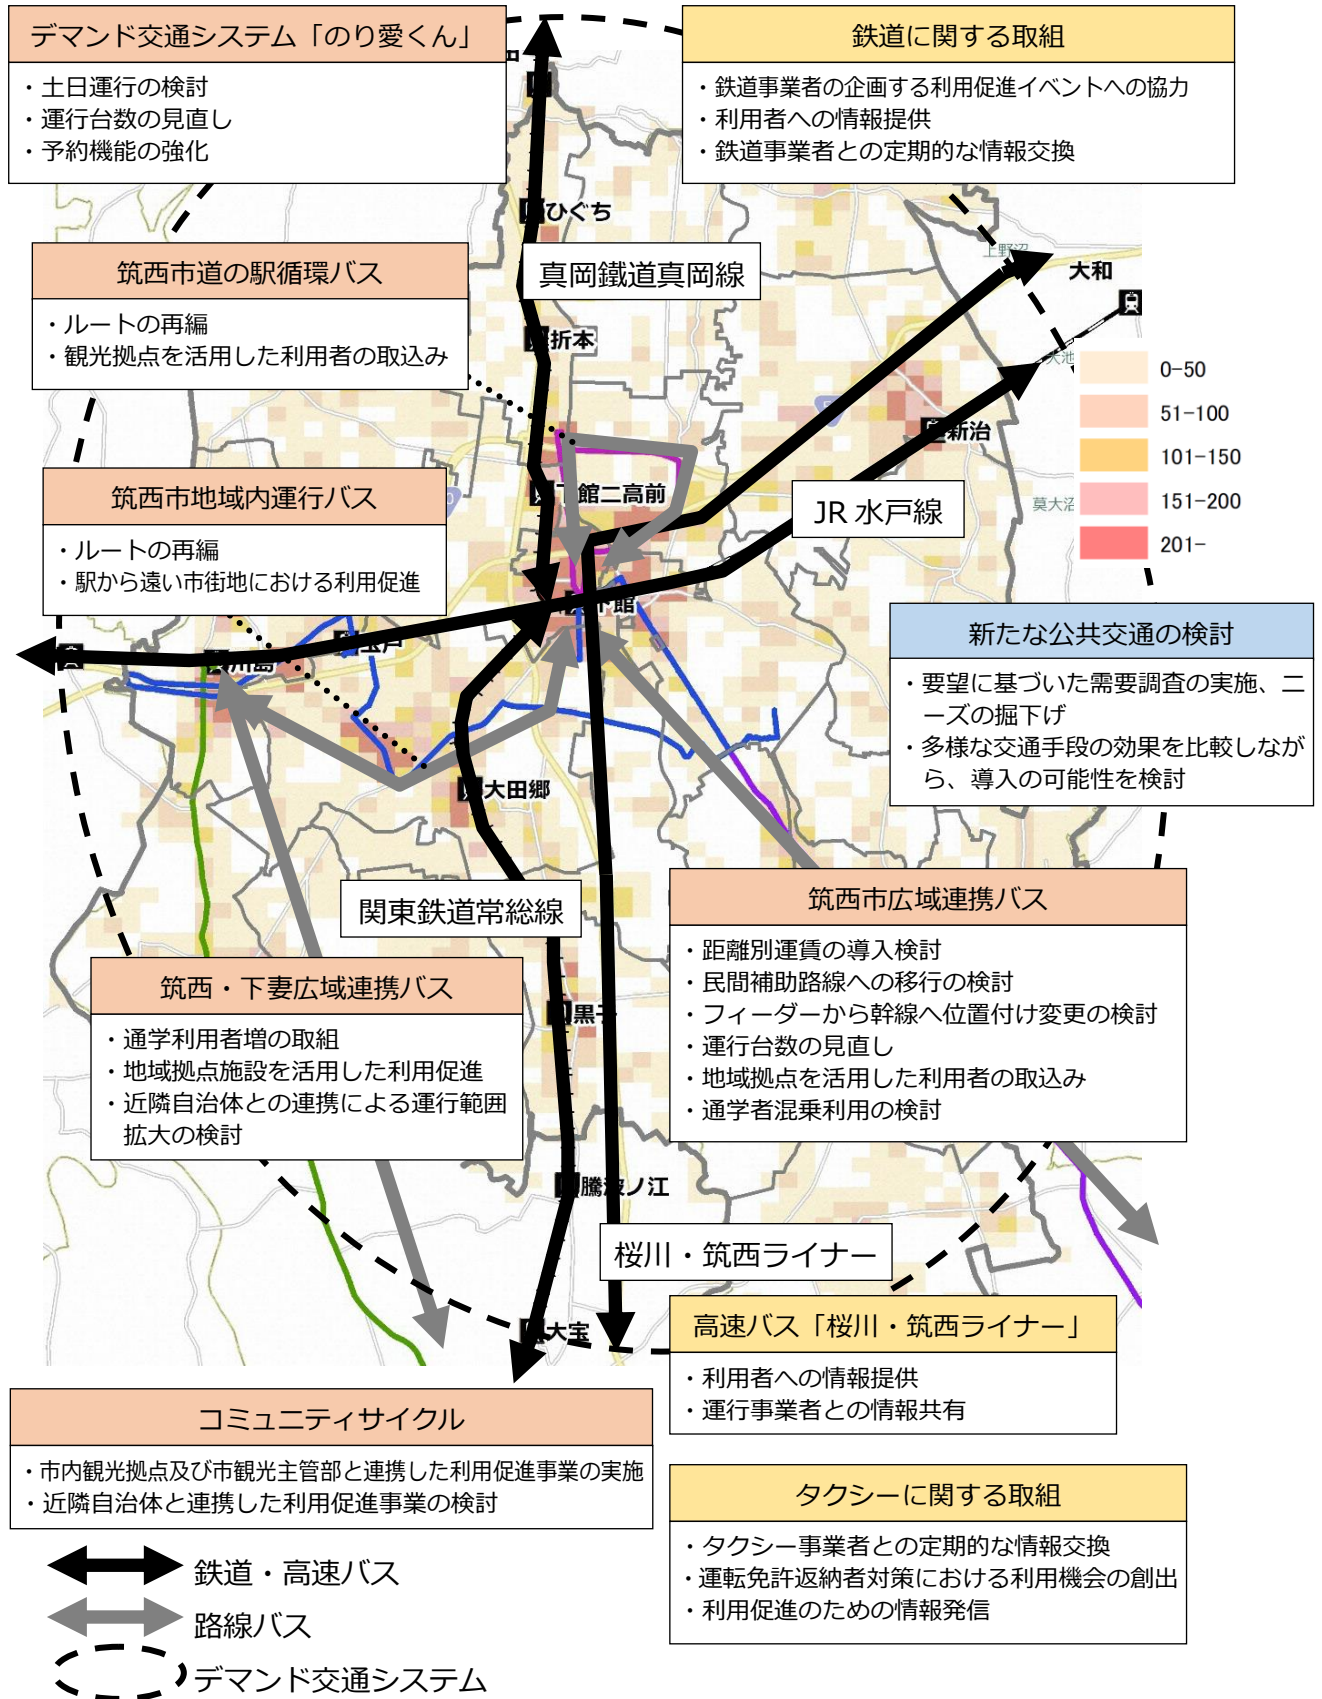 デマンド交通システム「のり愛くん」
・土日運行の検討
・運行台数の見直し
・予約機能の強化
鉄道に関する取組
・鉄道事業者の企画する利用促進イベントへの協力
・利用者への情報提供
・鉄道事業者との定期的な情報交換
ひぐち
上野沼
大和
筑西市道の駅循環バス
・ルートの再編
・観光拠点を活用した利用者の取込み
真岡鐵道真岡線
折本
大池
0-50
51-100
101-150
151-200
201-
新治
筑西市地域内運行バス
・ルートの再編
・駅から遠い市街地における利用促進
下館二高前
JR 水戸線
莫大沼
下館
玉戸
川島
新たな公共交通の検討
・要望に基づいた需要調査の実施、ニ
ーズの掘下げ
・多様な交通手段の効果を比較しなが
ら、導入の可能性を検討
大田郷
関東鉄道常総線
筑西市広域連携バス
・距離別運賃の導入検討
・民間補助路線への移行の検討
・フィーダーから幹線へ位置付け変更の検討
・運行台数の見直し
・地域拠点を活用した利用者の取込み
・通学者混乗利用の検討
筑西・下妻広域連携バス
・通学利用者増の取組
・地域拠点施設を活用した利用促進
・近隣自治体との連携による運行範囲
拡大の検討
黒子
騰波ノ江
桜川・筑西ライナー
大宝
高速バス「桜川・筑西ライナー」
・利用者への情報提供
・運行事業者との情報共有
コミュニティサイクル
・市内観光拠点及び市観光主管部と連携した利用促進事業の実施
・近隣自治体と連携した利用促進事業の検討
タクシーに関する取組
・タクシー事業者との定期的な情報交換
・運転免許返納者対策における利用機会の創出
・利用促進のための情報発信
鉄道・高速バス
路線バス
デマンド交通システム